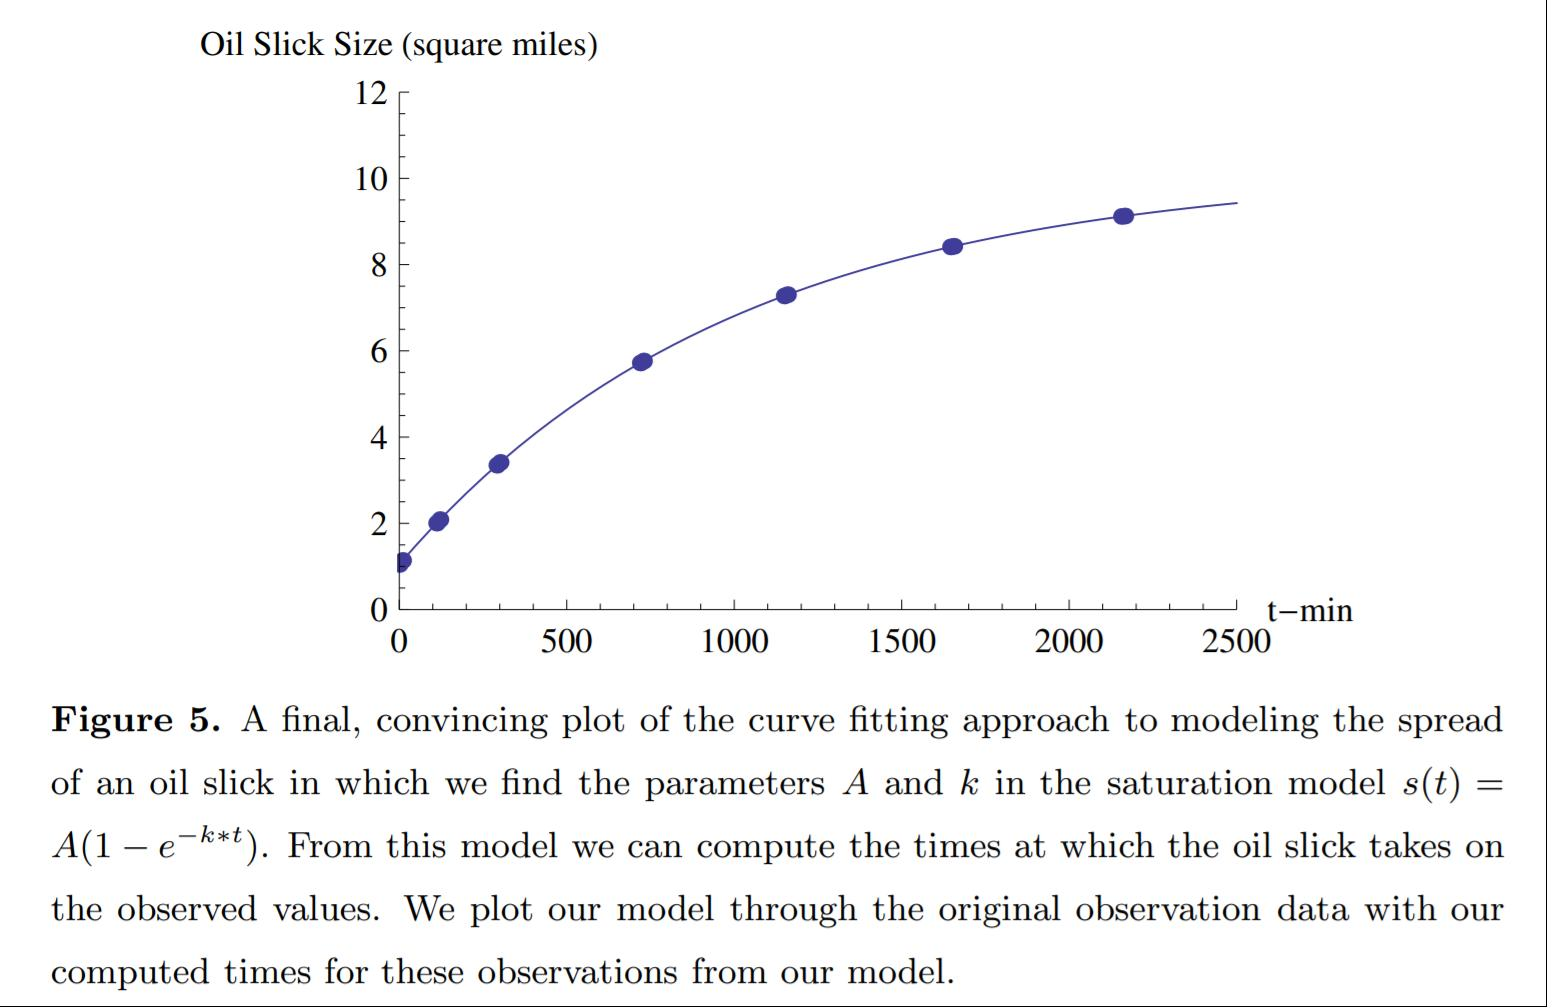 Oil Slick Size (square miles)
12
10
8
6
4
2
0
0 500 1000 1500 2000 2500
t−min
Figure 5. A final, convincing plot of the curve fitting approach to modeling the spread
of an oil slick in which we find the parameters A and k in the saturation model s(t) =
A(1 − e^{−k∗t}). From this model we can compute the times at which the oil slick takes on
the observed values. We plot our model through the original observation data with our
computed times for these observations from our model.